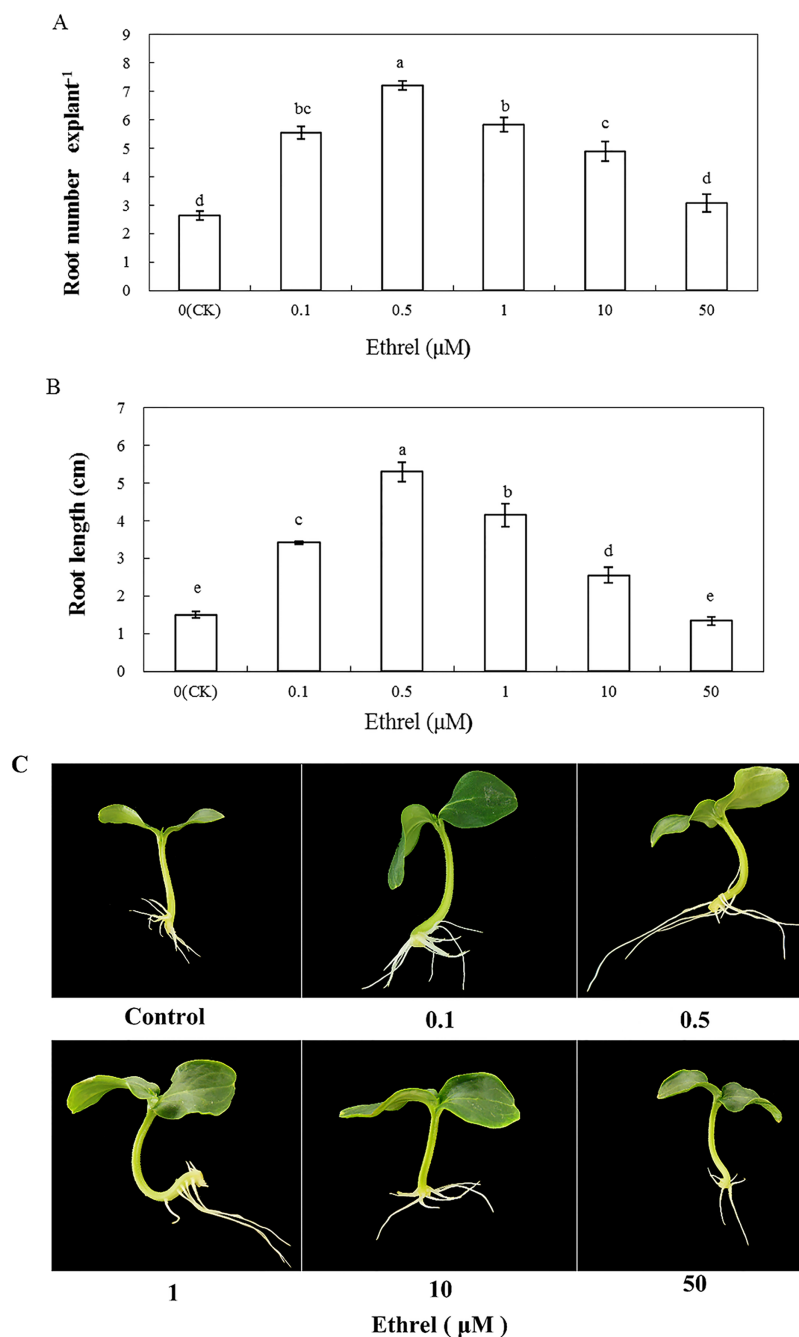 A
Root number explant⁻¹
9
8
7
6
5
4
3
2
1
0
d
bc
a
b
c
d
0(CK) 0.1 0.5 1 10 50
Ethrel (μM)
B
Root length (cm)
7
6
5
4
3
2
1
0
e
c
a
b
d
e
0(CK) 0.1 0.5 1 10 50
Ethrel (μM)
C
Control 0.1 0.5
1 10 50
Ethrel ( μM )